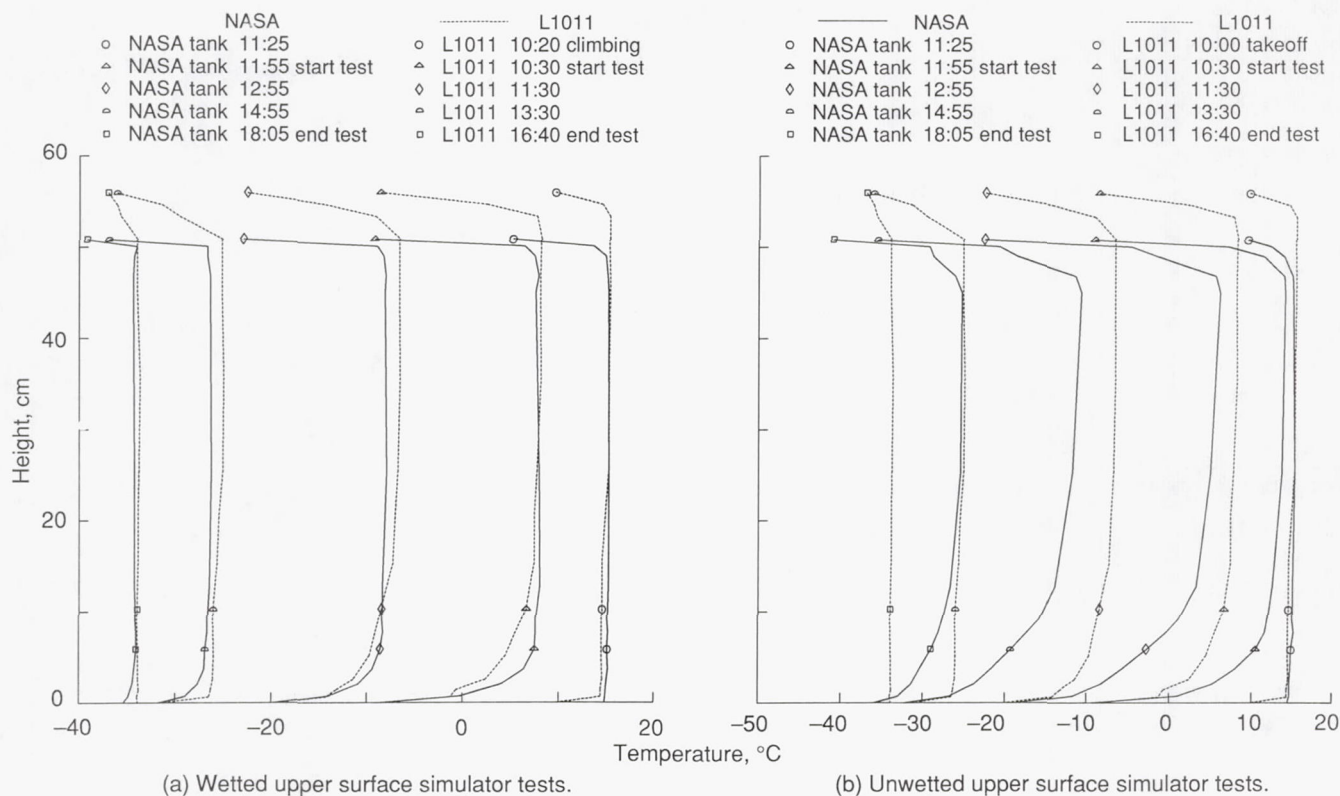 NASA
L1011
NASA tank 11:25
L1011 10:20 climbing
NASA tank 11:55 start test
L1011 10:30 start test
NASA tank 12:55
L1011 11:30
NASA tank 14:55
L1011 13:30
NASA tank 18:05 end test
L1011 16:40 end test
NASA
L1011
NASA tank 11:25
L1011 10:00 takeoff
NASA tank 11:55 start test
L1011 10:30 start test
NASA tank 12:55
L1011 11:30
NASA tank 14:55
L1011 13:30
NASA tank 18:05 end test
L1011 16:40 end test
60
40
Height, cm
20
0
–40
–20
0
20
–50
–40
–30
–20
–10
0
10
20
Temperature, °C
(a) Wetted upper surface simulator tests.
(b) Unwetted upper surface simulator tests.